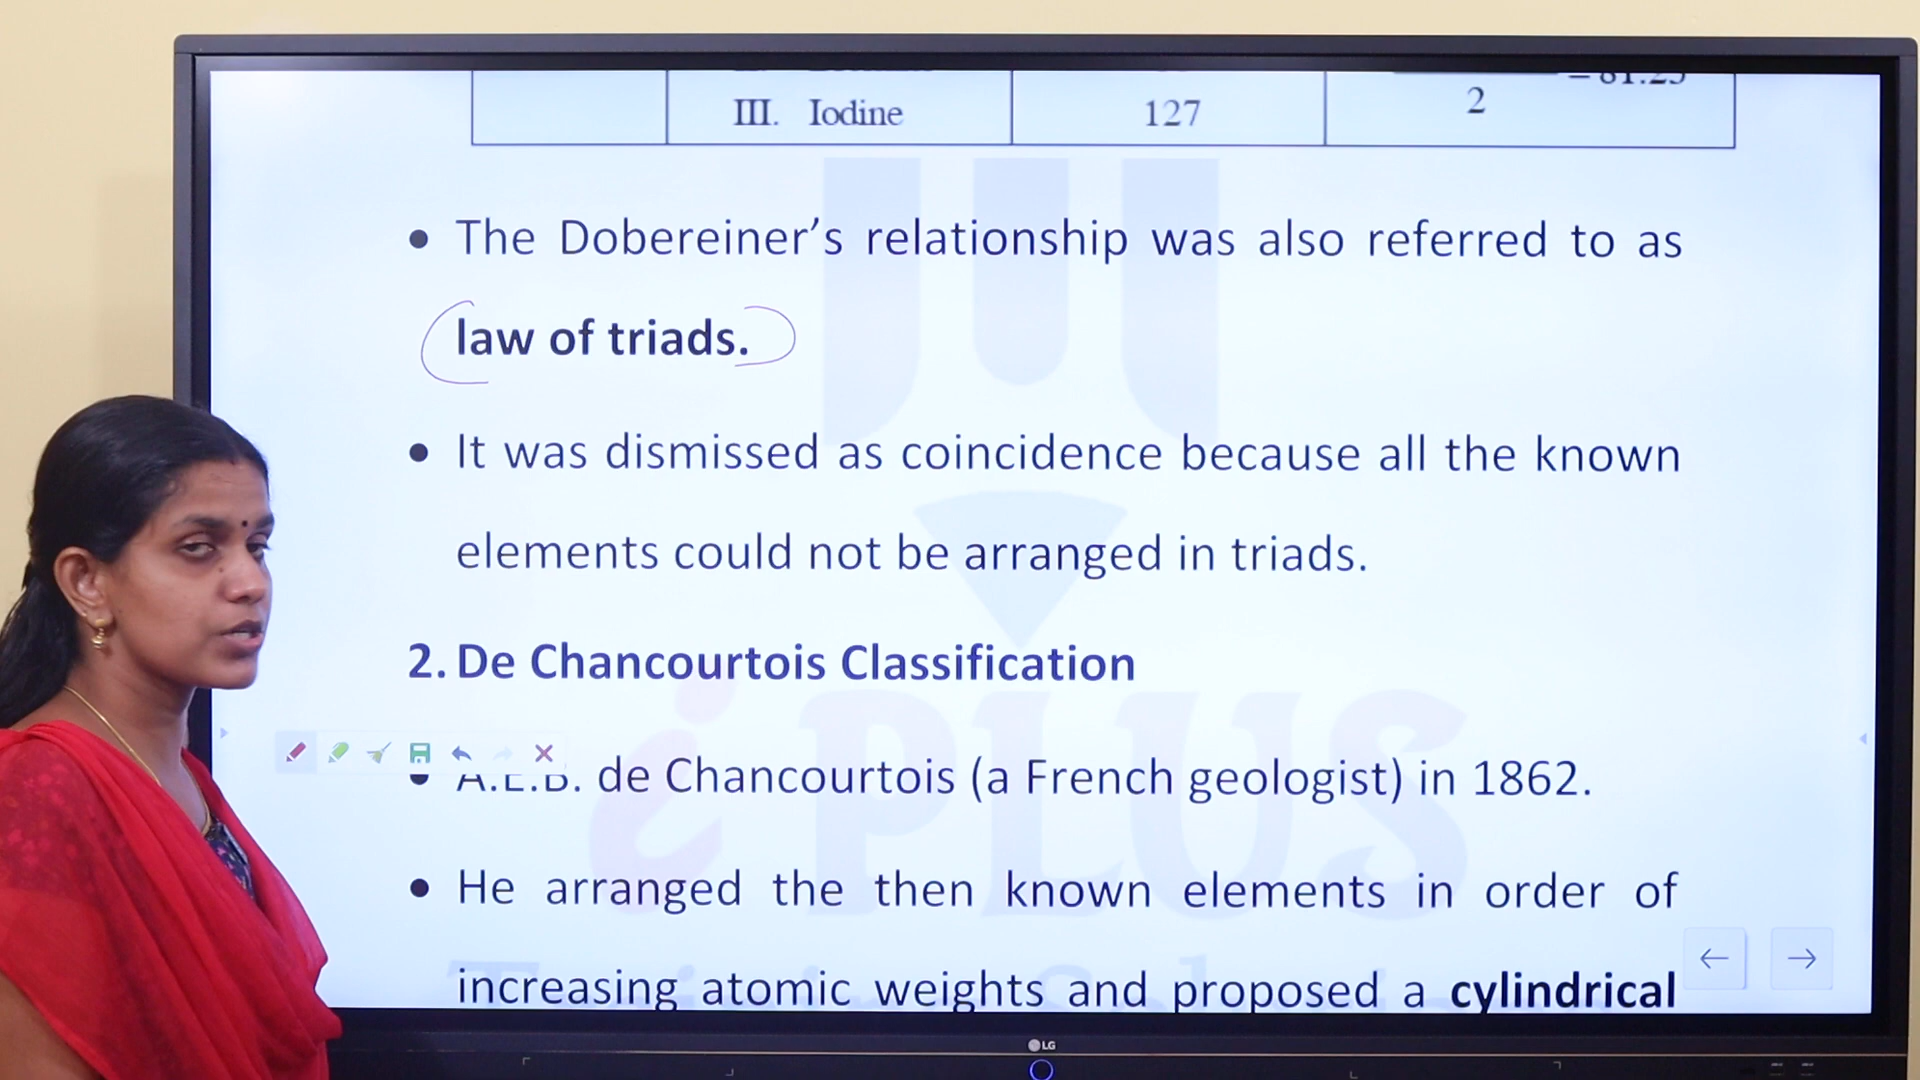 III. Iodine 127 2 = 81.25
• The Dobereiner’s relationship was also referred to as
law of triads.
• It was dismissed as coincidence because all the known
elements could not be arranged in triads.
2. De Chancourtois Classification
• A.E.B. de Chancourtois (a French geologist) in 1862.
• He arranged the then known elements in order of
increasing atomic weights and proposed a cylindrical
i PLUS
LG